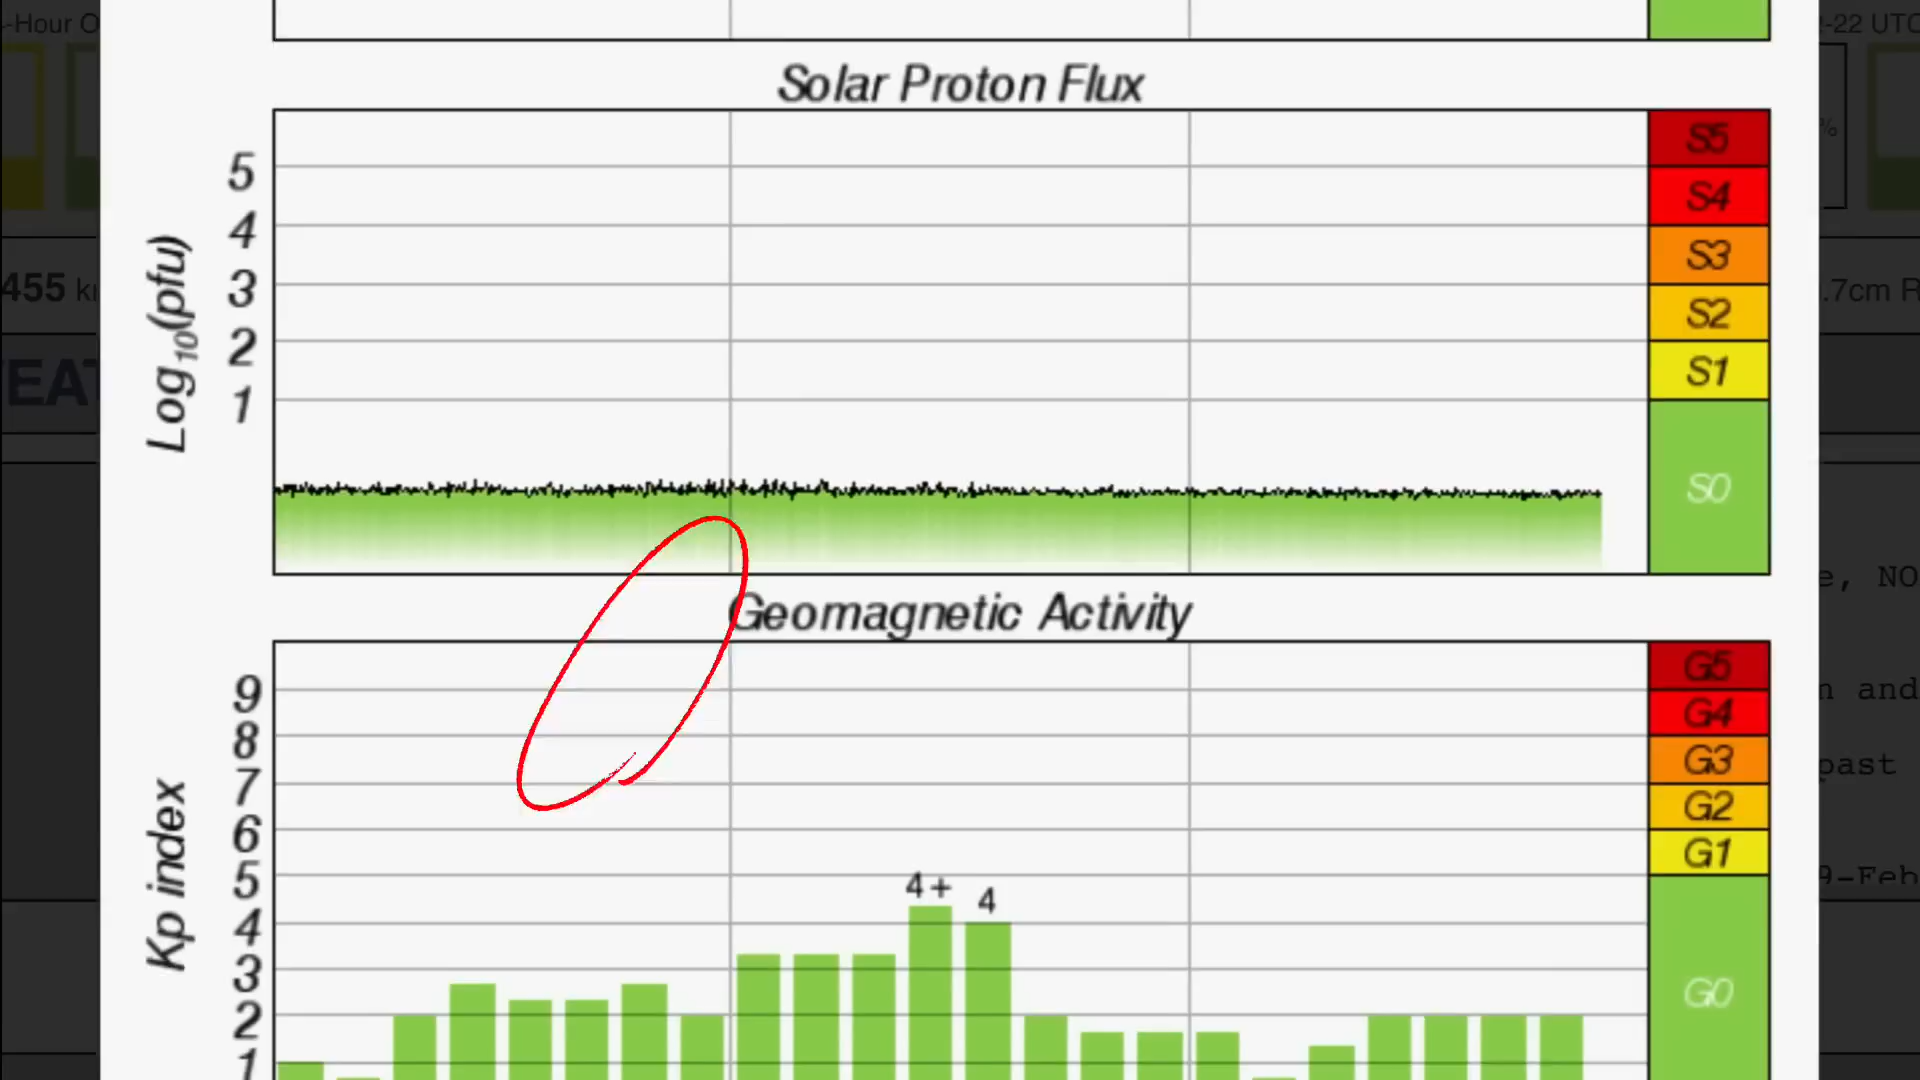 -Hour O
-22 UTC
Solar Proton Flux
S5
%
5
S4
4
S3
455 k
3
.7cm R
S2
2
Log10(pfu)
EAT
S1
1
S0
e, NO
Geomagnetic Activity
G5
9
and
G4
8
G3
past
7
G2
6
G1
5
9-Feb
4+
4
4
Kp index
3
G0
2
1